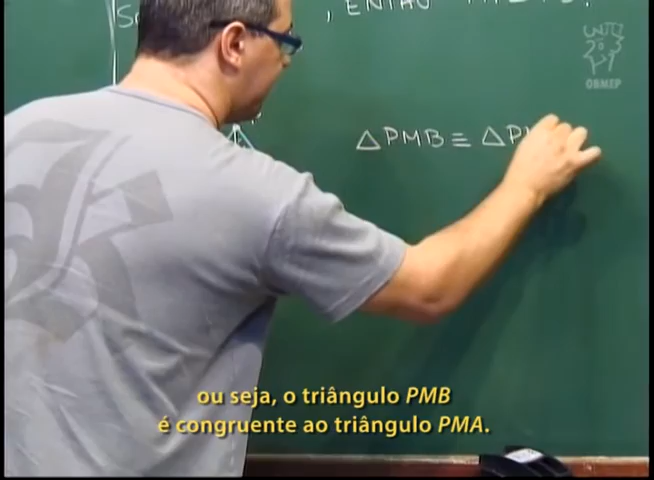 , ENTÃO
OBMEP
△PMB ≡ △P
ou seja, o triângulo PMB
é congruente ao triângulo PMA.